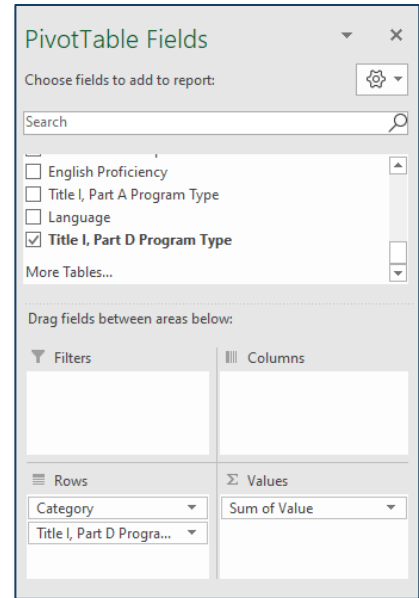 PivotTable Fields
Choose fields to add to report:
Search
English Proficiency
Title I, Part A Program Type
Language
Title I, Part D Program Type
More Tables...
Drag fields between areas below:
Filters
Columns
Rows
Σ Values
Category
Sum of Value
Title I, Part D Progra...